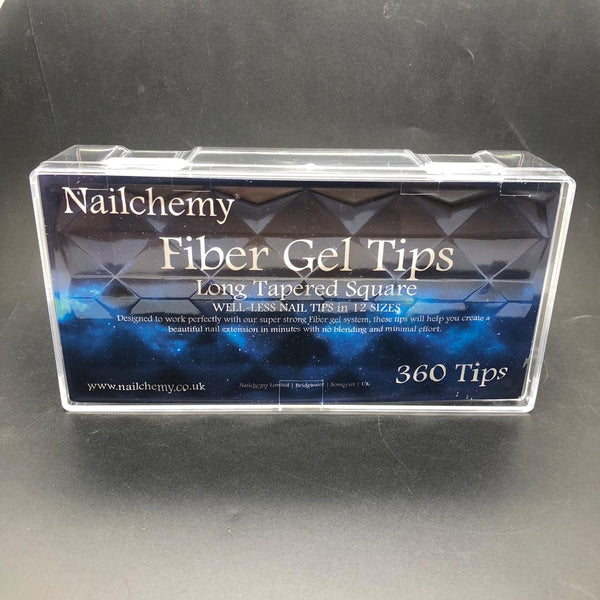 Nailchemy
Fiber Gel Tips
Long Tapered Square
WELL-LESS NAIL TIPS in 12 SIZES
Designed to work perfectly with our super strong Fiber gel system, these tips will help you create a
beautiful nail extension in minutes with no blending and minimal effort.
360 Tips
www.nailchemy.co.uk
Nailchemy Limited | Bridgwater | Somerset | UK